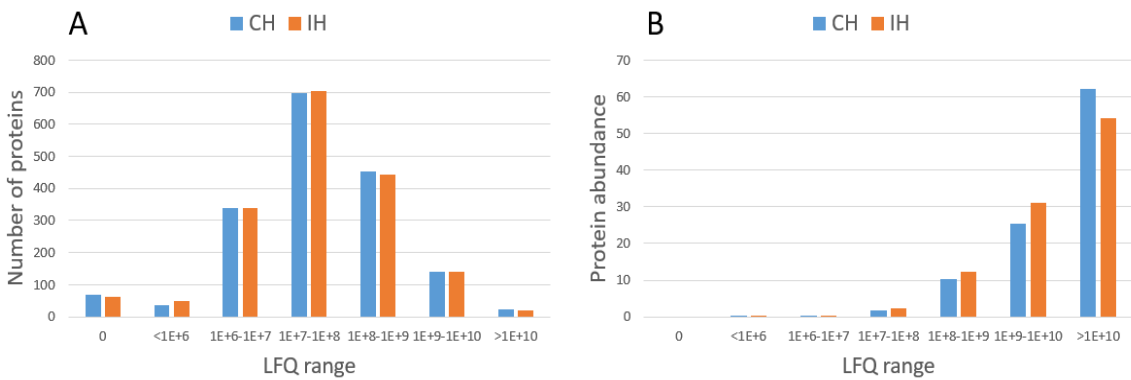 A
CH IH
Number of proteins
800
700
600
500
400
300
200
100
0
0 <1E+6 1E+6-1E+7 1E+7-1E+8 1E+8-1E+9 1E+9-1E+10 >1E+10
LFQ range
B
CH IH
Protein abundance
70
60
50
40
30
20
10
0
0 <1E+6 1E+6-1E+7 1E+7-1E+8 1E+8-1E+9 1E+9-1E+10 >1E+10
LFQ range